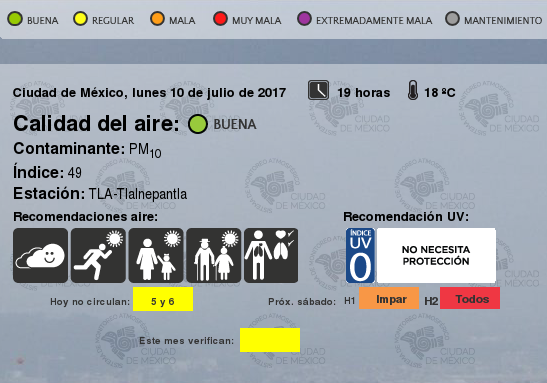 BUENA REGULAR MALA MUY MALA EXTREMADAMENTE MALA MANTENIMIENTO
Ciudad de México, lunes 10 de julio de 2017 19 horas 18 ºC
Calidad del aire: BUENA
Contaminante: PM10
Índice: 49
Estación: TLA-Tlalnepantla
Recomendaciones aire: Recomendación UV:
ÍNDICE UV 0 NO NECESITA PROTECCIÓN
Hoy no circulan: 5 y 6 Próx. sábado: H1 Impar H2 Todos
Este mes verifican: